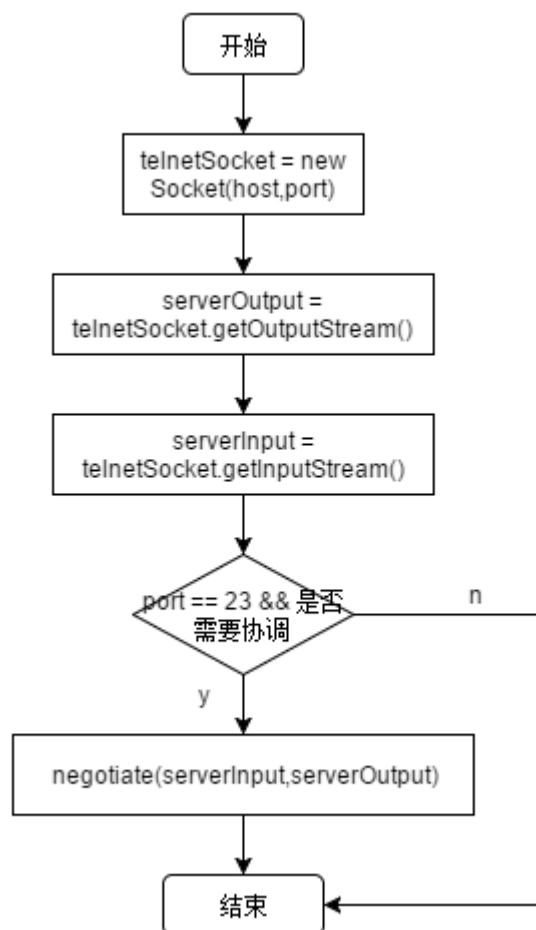 开始
telnetSocket = new
Socket(host,port)
serverOutput =
telnetSocket.getOutputStream()
serverInput =
telnetSocket.getInputStream()
port == 23 && 是否
需要协调
n
y
negotiate(serverInput,serverOutput)
结束